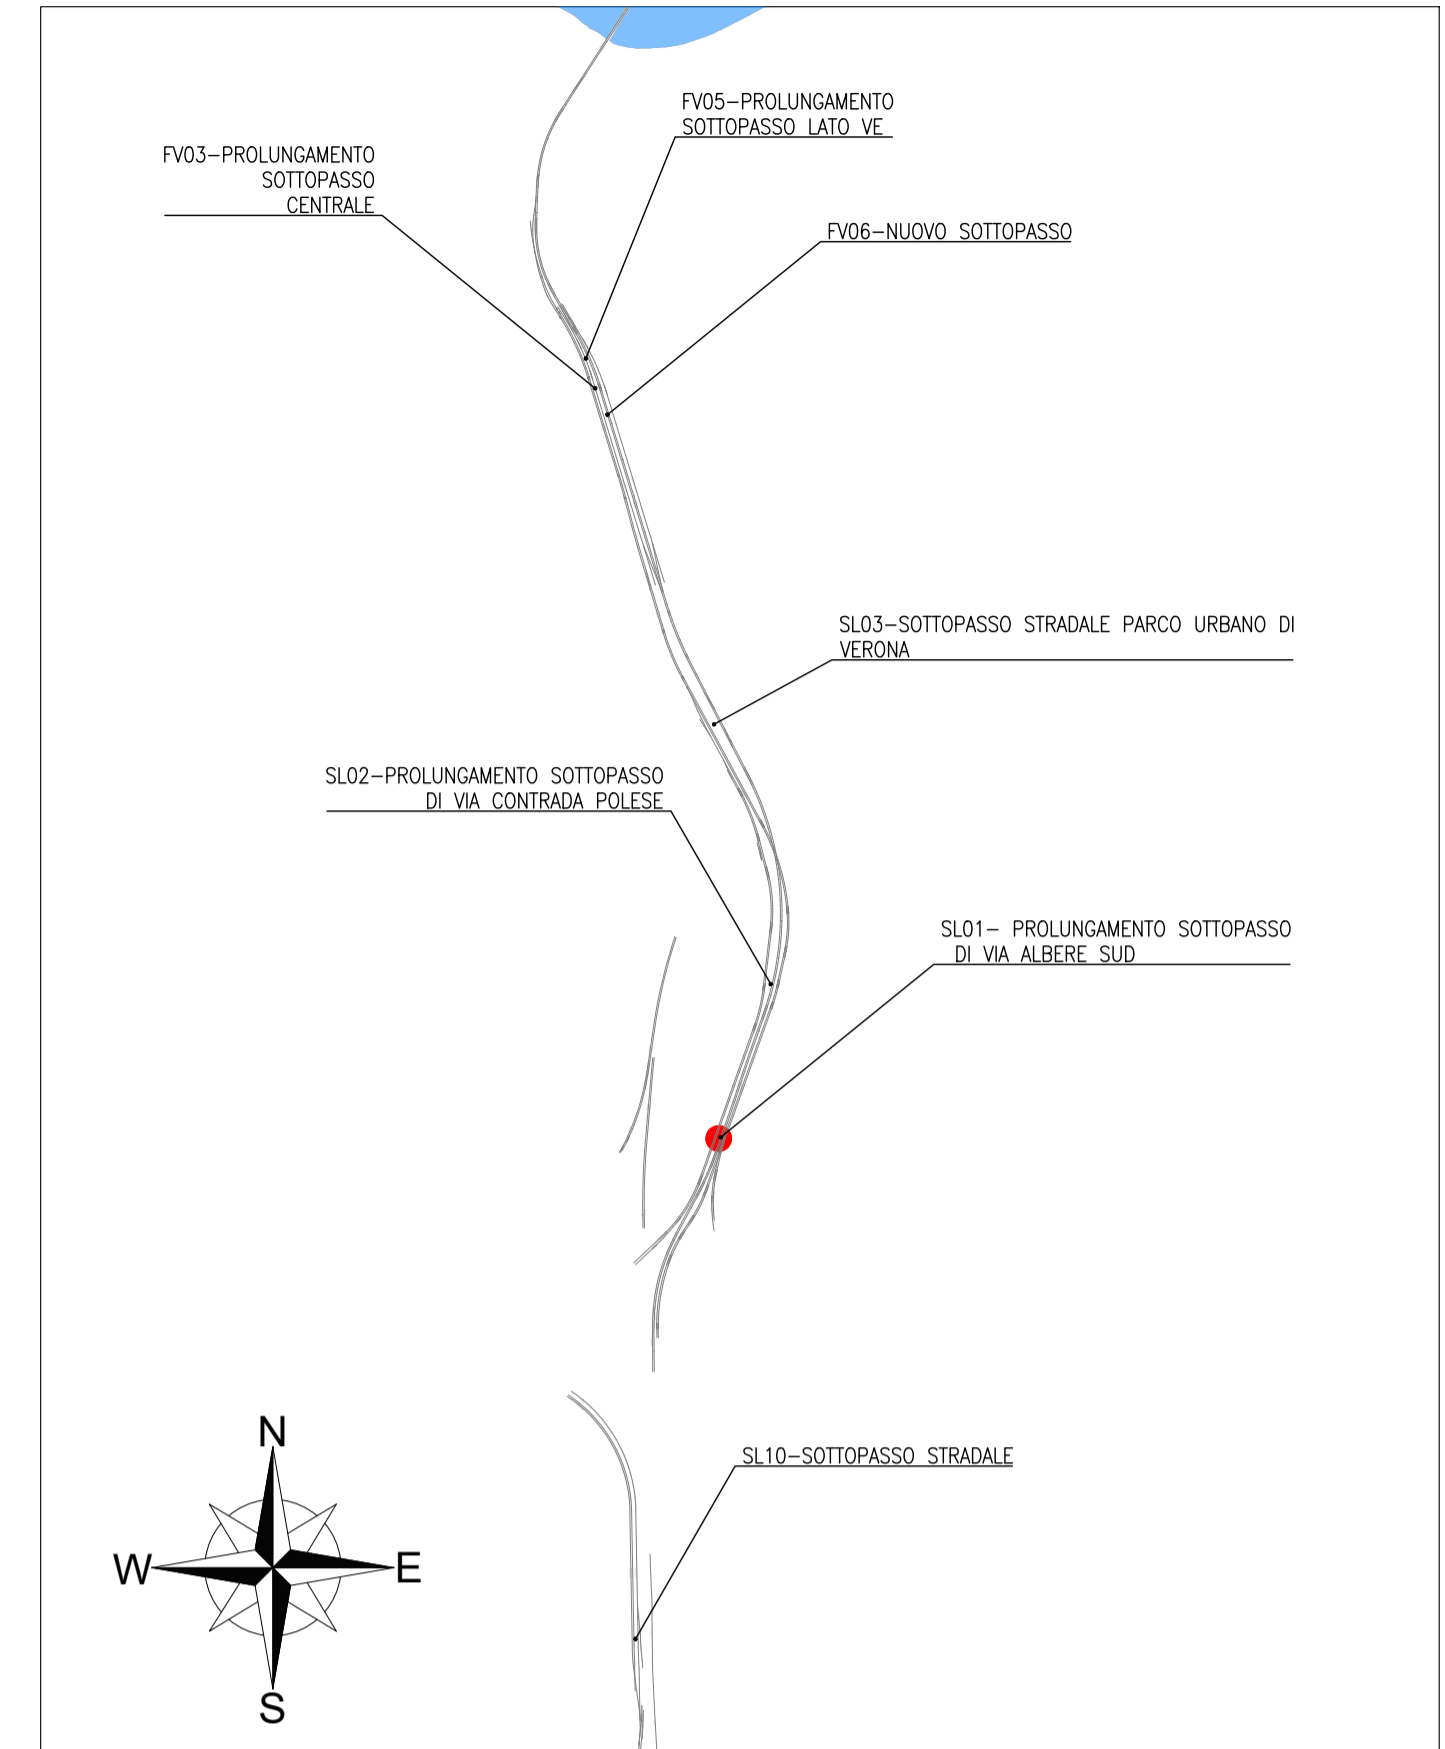 FV05-PROLUNGAMENTO
SOTTOPASSO LATO VE
FV03-PROLUNGAMENTO
SOTTOPASSO
CENTRALE
FV06-NUOVO SOTTOPASSO
SL03-SOTTOPASSO STRADALE PARCO URBANO DI
VERONA
SL02-PROLUNGAMENTO SOTTOPASSO
DI VIA CONTRADA POLESE
SL01- PROLUNGAMENTO SOTTOPASSO
DI VIA ALBERE SUD
SL10-SOTTOPASSO STRADALE
N
W E
S